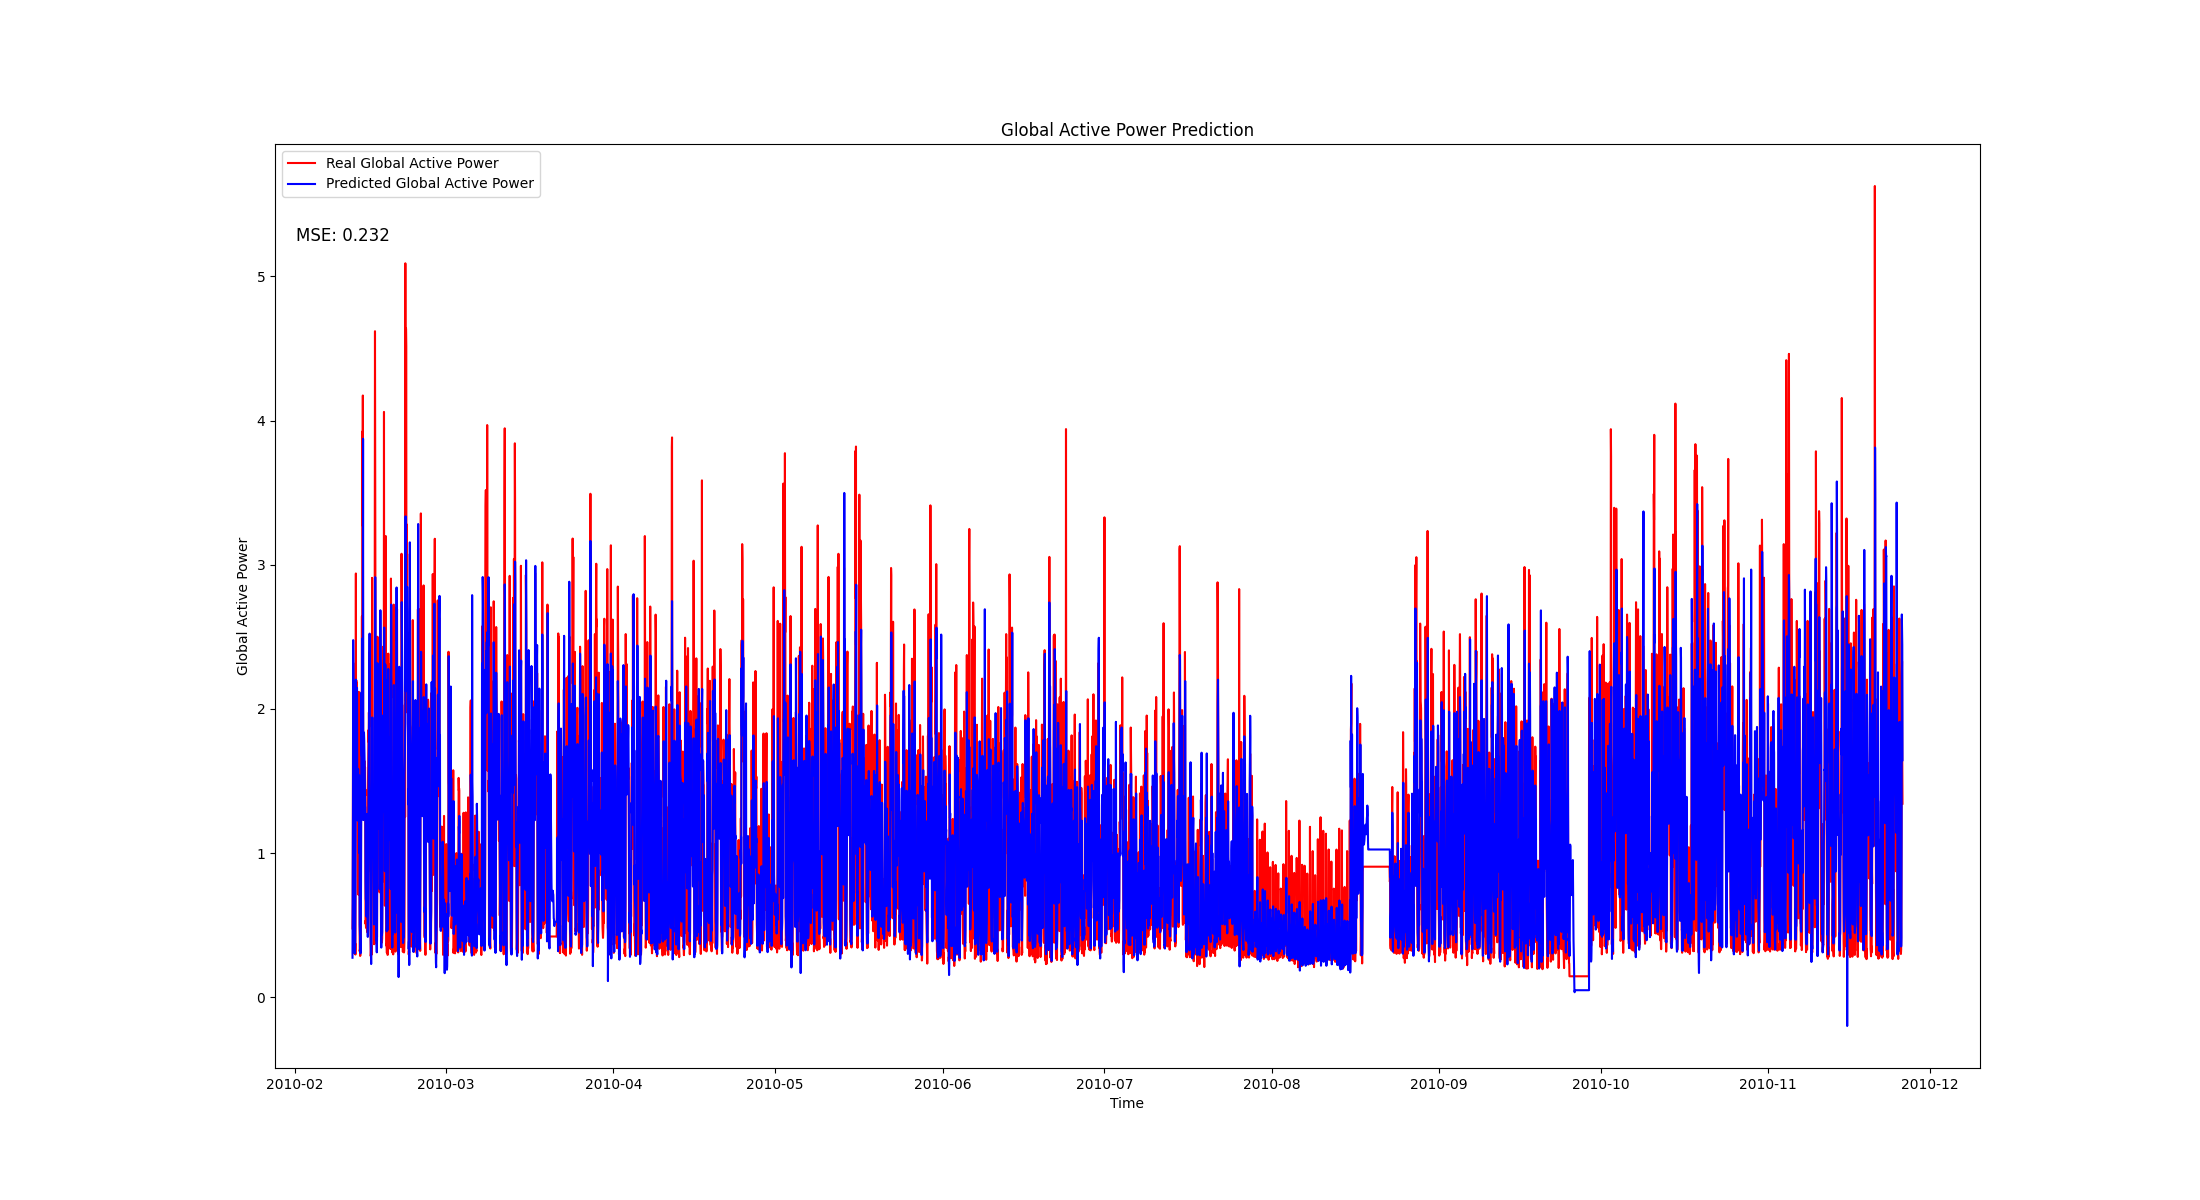 Global Active Power Prediction
Real Global Active Power
Predicted Global Active Power
MSE: 0.232
Global Active Power
5
4
3
2
1
0
2010-02 2010-03 2010-04 2010-05 2010-06 2010-07 2010-08 2010-09 2010-10 2010-11 2010-12
Time